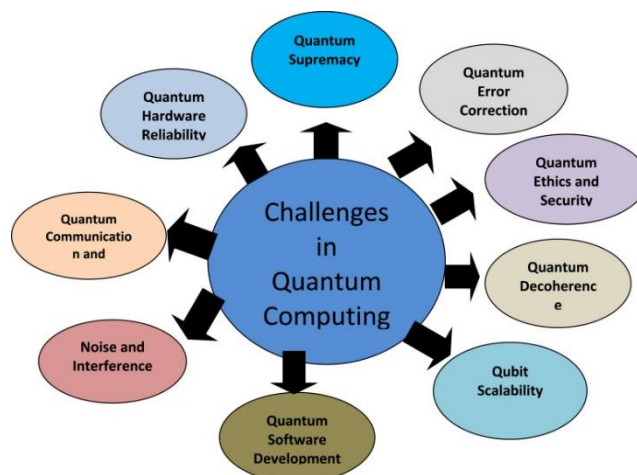 Quantum
Supremacy
Quantum
Error
Correction
Quantum
Hardware
Reliability
Quantum
Ethics and
Security
Quantum
Communicatio
n and
Challenges
in
Quantum
Computing
Quantum
Decoherenc
e
Noise and
Interference
Qubit
Scalability
Quantum
Software
Development